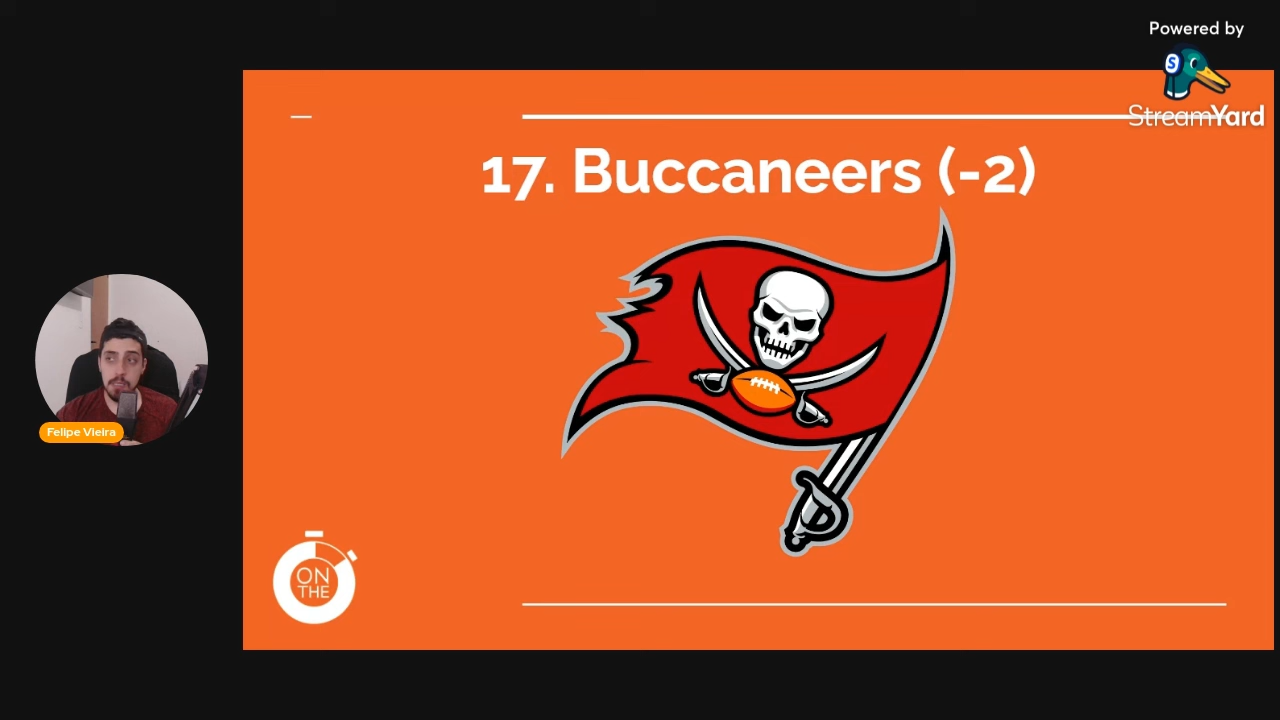 Powered by
StreamYard
17. Buccaneers (-2)
Felipe Vieira
ON
THE